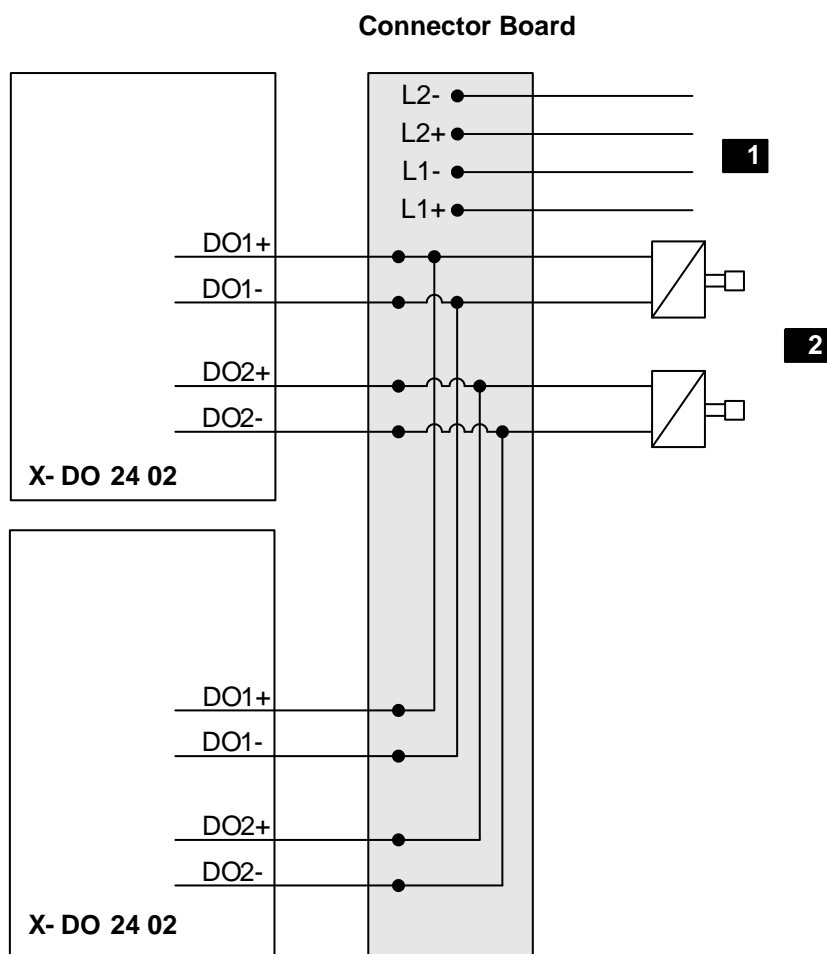 Connector Board
L2-
L2+
L1-
L1+
1
DO1+
DO1-
2
DO2+
DO2-
X- DO 24 02
DO1+
DO1-
DO2+
DO2-
X- DO 24 02